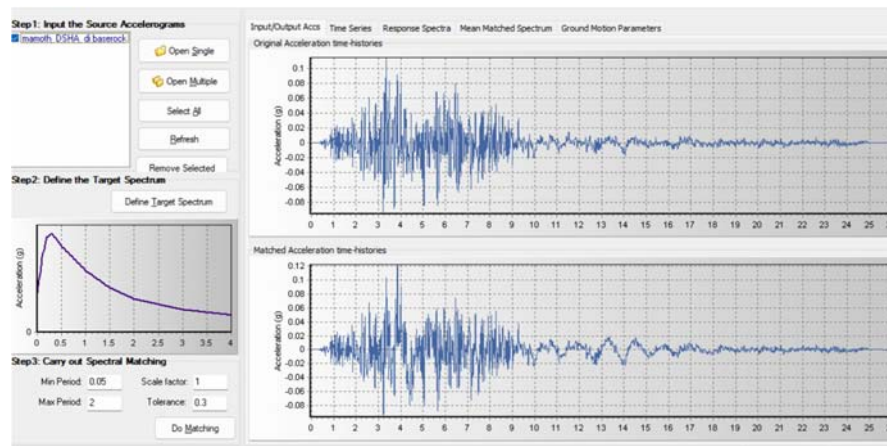 Step1: Input the Source Accelerograms
mamoth_DSHA_di baserock
Open Single
Open Multiple
Select All
Refresh
Remove Selected
Step2: Define the Target Spectrum
Define Target Spectrum
Acceleration (g)
0
0 0.5 1 1.5 2 2.5 3 3.5 4
Step3: Carry out Spectral Matching
Min Period: 0.05 Scale factor: 1
Max Period: 2 Tolerance: 0.3
Do Matching
Input/Output Accs Time Series Response Spectra Mean Matched Spectrum Ground Motion Parameters
Original Acceleration time-histories
Acceleration (g)
0.1
0.08
0.06
0.04
0.02
0
-0.02
-0.04
-0.06
-0.08
0 1 2 3 4 5 6 7 8 9 10 11 12 13 14 15 16 17 18 19 20 21 22 23 24 25
Matched Acceleration time-histories
Acceleration (g)
0.12
0.1
0.08
0.06
0.04
0.02
0
-0.02
-0.04
-0.06
-0.08
0 1 2 3 4 5 6 7 8 9 10 11 12 13 14 15 16 17 18 19 20 21 22 23 24 25